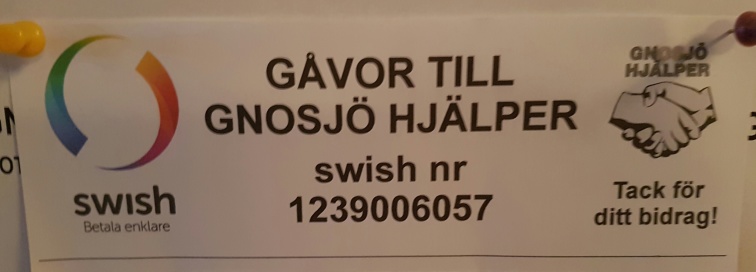 GÅVOR TILL
GNOSJÖ HJÄLPER
swish nr
1239006057
swish
Betala enklare
GNOSJÖ
HJÄLPER
Tack för
ditt bidrag!